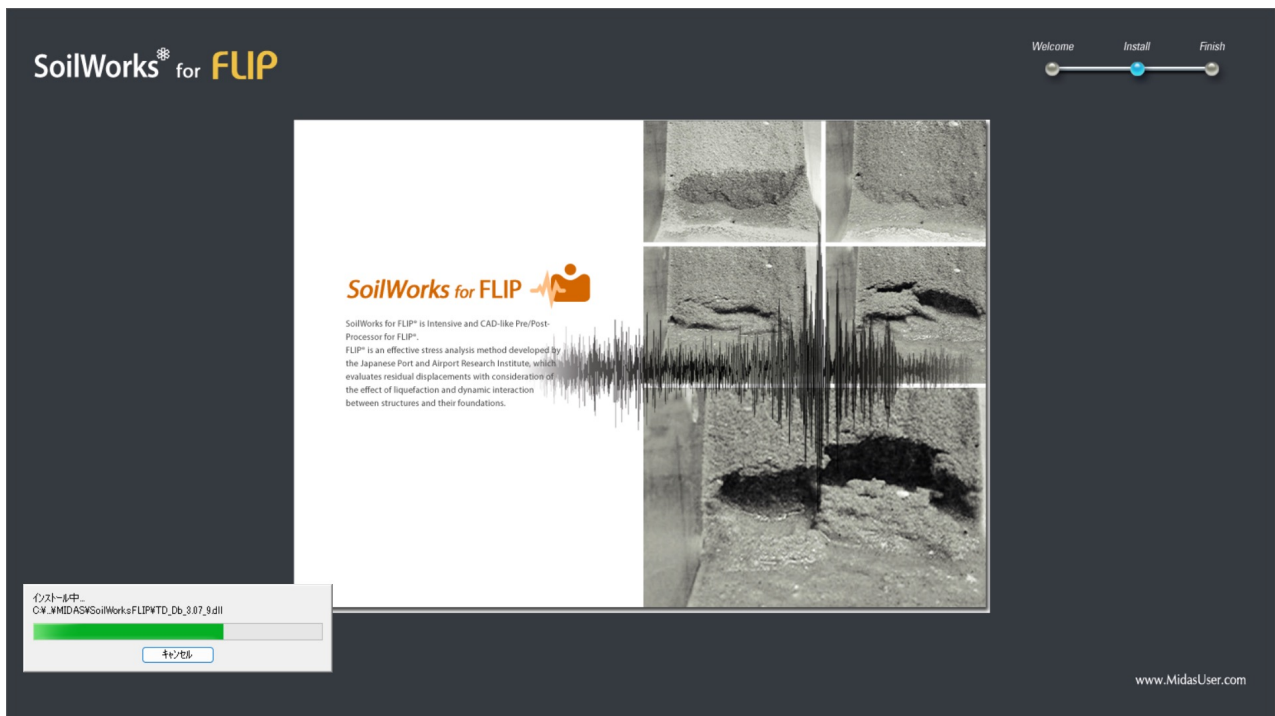 SoilWorks® for FLIP
Welcome Install Finish
SoilWorks for FLIP
SoilWorks for FLIP® is Intensive and CAD-like Pre/Post-
Processor for FLIP®.
FLIP® is an effective stress analysis method developed by
the Japanese Port and Airport Research Institute, which
evaluates residual displacements with consideration of
the effect of liquefaction and dynamic interaction
between structures and their foundations.
インストール中...
C:¥...¥MIDAS¥SoilWorksFLIP¥TD_Db_3.07_9.dll
キャンセル
www.MidasUser.com